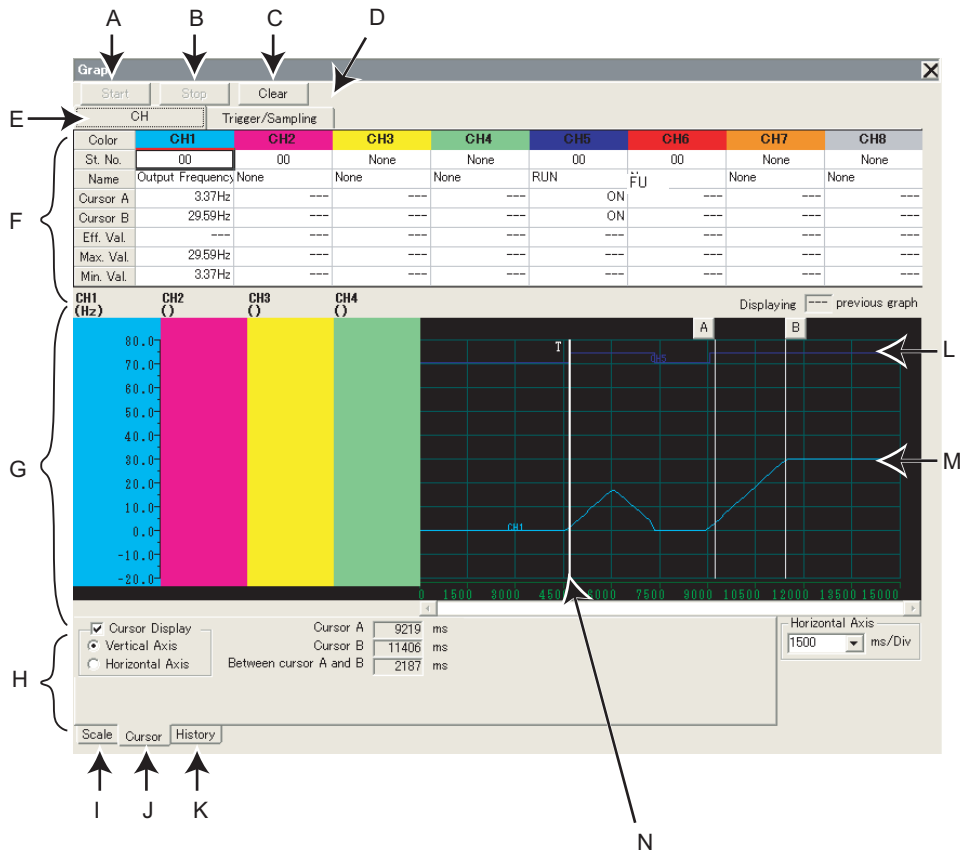 A B C D
Graph
Start Stop Clear
E
CH Trigger/Sampling
F
Color CH1 CH2 CH3 CH4 CH5 CH6 CH7 CH8
St. No. 00 00 None None 00 00 None None
Name Output Frequency None None None RUN FU None None
Cursor A 3.37Hz --- --- --- ON --- --- ---
Cursor B 29.59Hz --- --- --- ON --- --- ---
Eff. Val. --- --- --- --- --- --- --- ---
Max. Val. 29.59Hz --- --- --- --- --- --- ---
Min. Val. 3.37Hz --- --- --- --- --- --- ---
CH1 CH2 CH3 CH4
(Hz) () () ()
Displaying --- previous graph
A B
G
80.0
70.0
60.0
50.0
40.0
30.0
20.0
10.0
0.0
-10.0
-20.0
T
CH5
L
M
CH1
0 1500 3000 450 6000 7500 9000 10500 12000 13500 15000
H
Cursor Display
Vertical Axis
Horizontal Axis
Cursor A 9219 ms
Cursor B 11406 ms
Between cursor A and B 2187 ms
Horizontal Axis
1500 ms/Div
Scale Cursor History
I J K
N